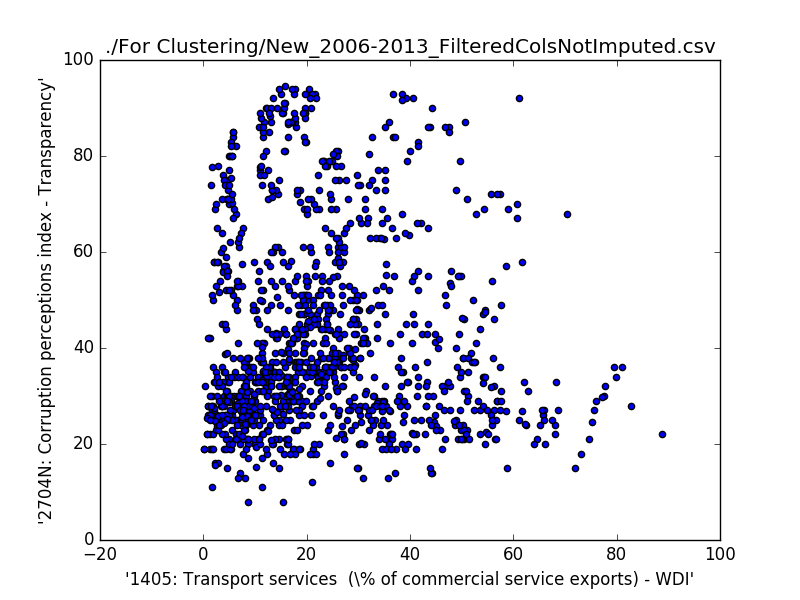 ./For Clustering/New_2006-2013_FilteredColsNotImputed.csv
100
80
60
40
20
0
'2704N: Corruption perceptions index - Transparency'
−20 0 20 40 60 80 100
'1405: Transport services  (\% of commercial service exports) - WDI'